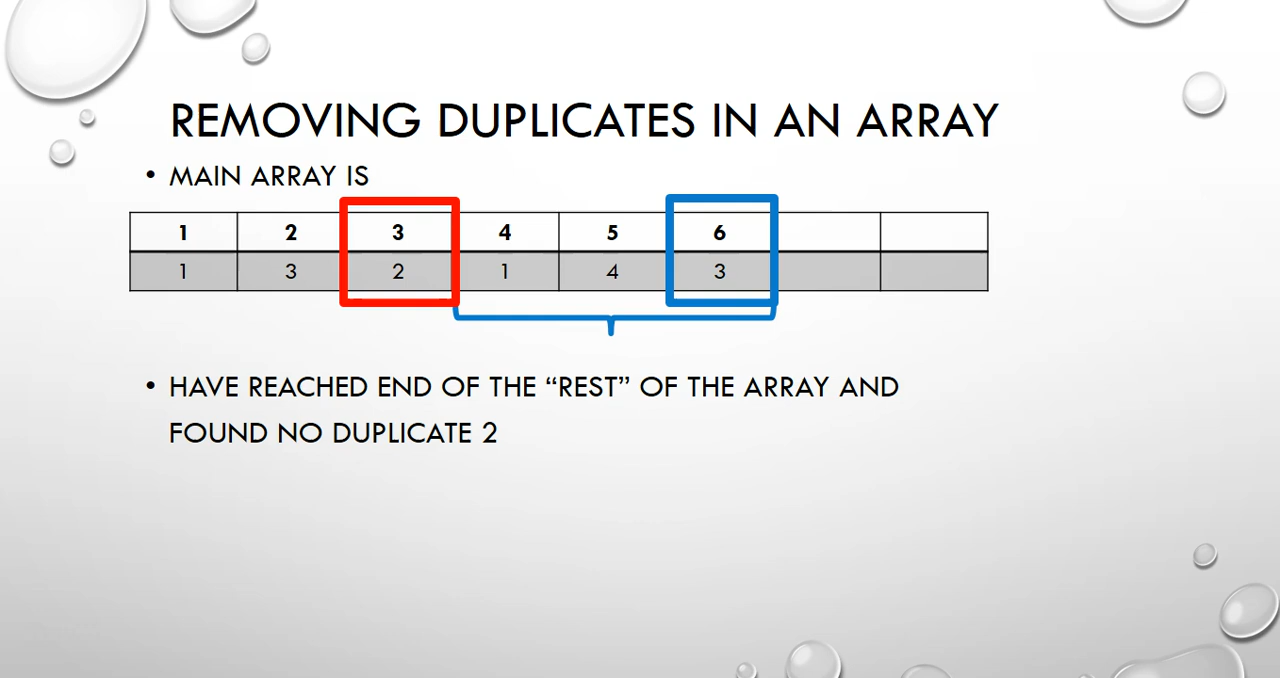 REMOVING DUPLICATES IN AN ARRAY
• MAIN ARRAY IS
1 2 3 4 5 6
1 3 2 1 4 3
• HAVE REACHED END OF THE “REST” OF THE ARRAY AND
FOUND NO DUPLICATE 2